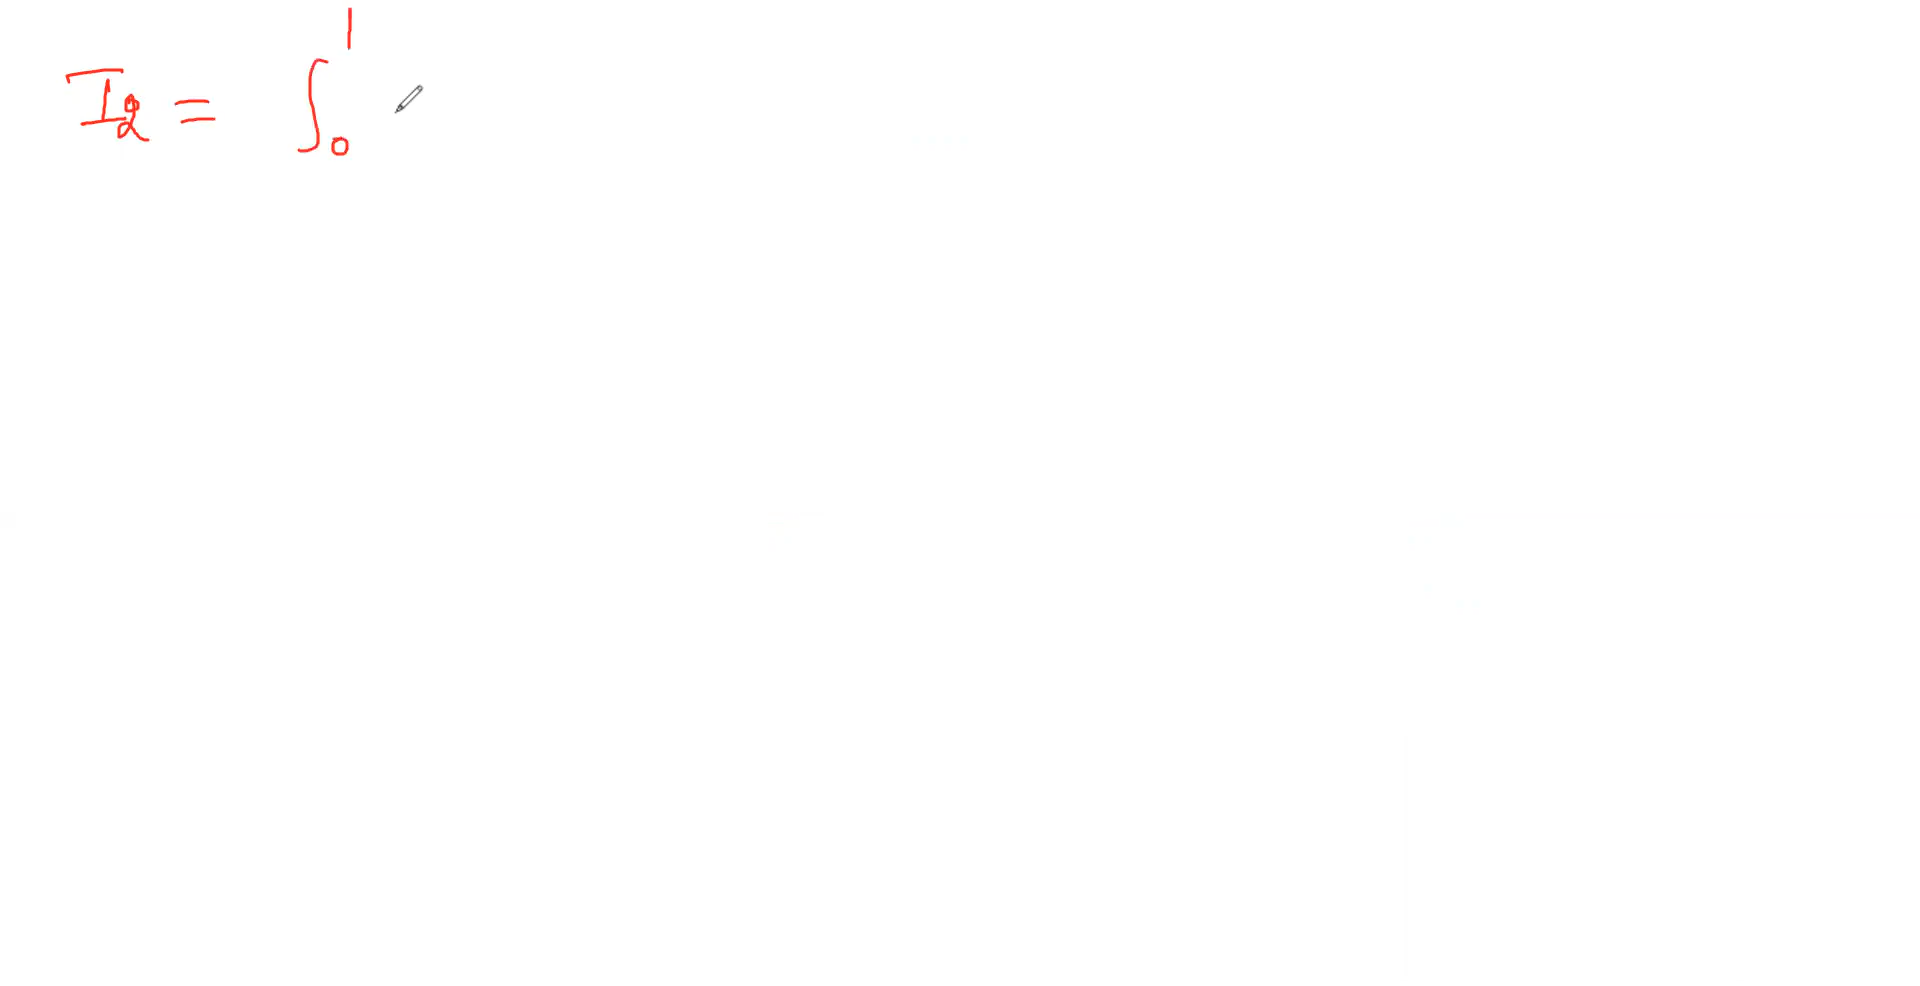 I₂ = ∫₀¹